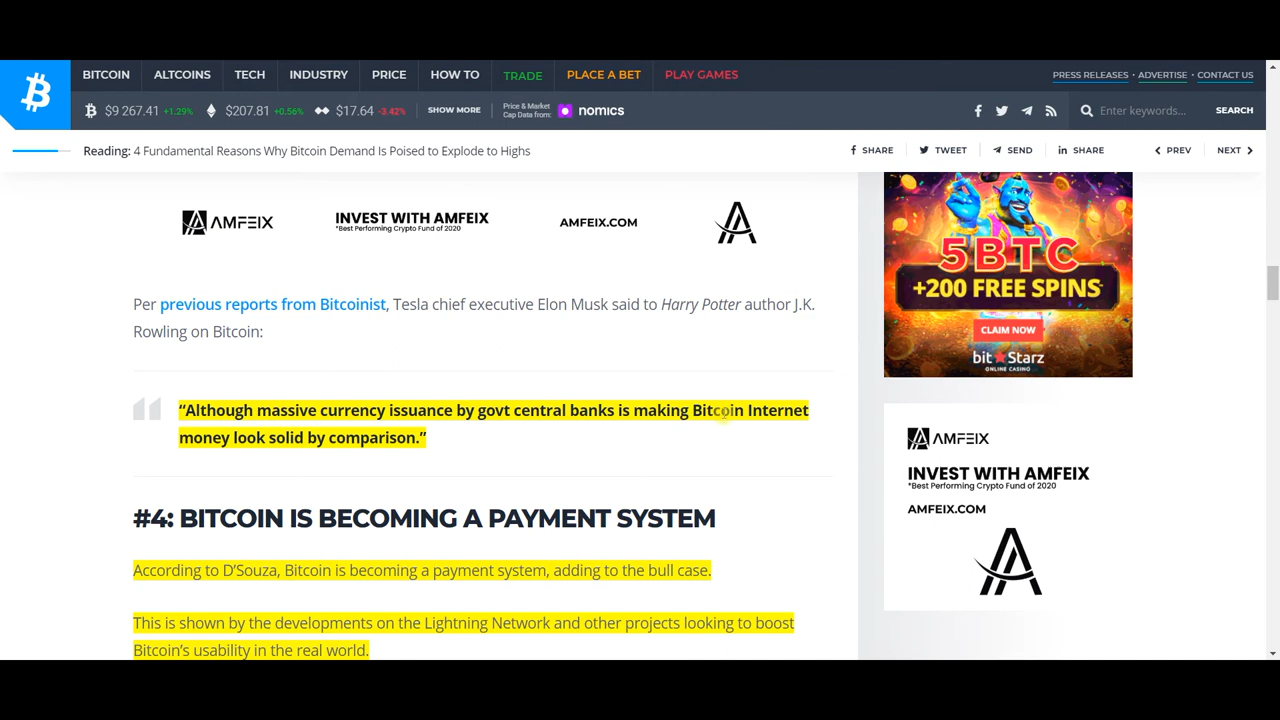 BITCOIN ALTCOINS TECH INDUSTRY PRICE HOW TO TRADE PLACE A BET PLAY GAMES PRESS RELEASES · ADVERTISE · CONTACT US
$9 267.41 +1.29% $207.81 +0.56% $17.64 -3.42% SHOW MORE Price & Market Cap Data from: nomics Enter keywords... SEARCH
Reading: 4 Fundamental Reasons Why Bitcoin Demand Is Poised to Explode to Highs SHARE TWEET SEND SHARE PREV NEXT
AMFEIX INVEST WITH AMFEIX AMFEIX.COM
*Best Performing Crypto Fund of 2020
Per previous reports from Bitcoinist, Tesla chief executive Elon Musk said to Harry Potter author J.K.
Rowling on Bitcoin:
“Although massive currency issuance by govt central banks is making Bitcoin Internet
money look solid by comparison.”
#4: BITCOIN IS BECOMING A PAYMENT SYSTEM
According to D’Souza, Bitcoin is becoming a payment system, adding to the bull case.
This is shown by the developments on the Lightning Network and other projects looking to boost
Bitcoin’s usability in the real world.
5BTC
+200 FREE SPINS
CLAIM NOW
bitStarz
ONLINE CASINO
AMFEIX
INVEST WITH AMFEIX
*Best Performing Crypto Fund of 2020
AMFEIX.COM